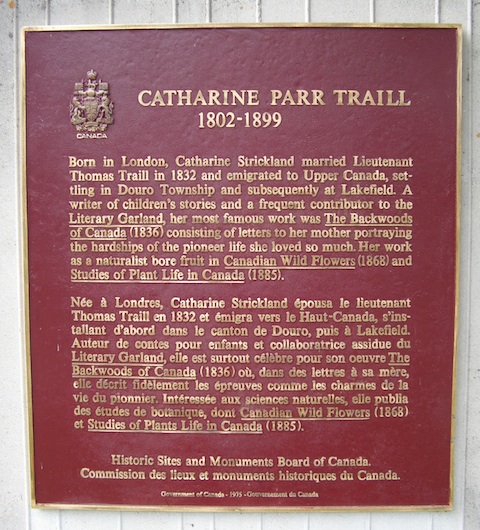 CANADA
CATHARINE PARR TRAILL
1802-1899
Born in London, Catharine Strickland married Lieutenant
Thomas Traill in 1832 and emigrated to Upper Canada, set-
tling in Douro Township and subsequently at Lakefield. A
writer of children's stories and a frequent contributor to the
Literary Garland, her most famous work was The Backwoods
of Canada (1836) consisting of letters to her mother portraying
the hardships of the pioneer life she loved so much. Her work
as a naturalist bore fruit in Canadian Wild Flowers (1868) and
Studies of Plant Life in Canada (1885).
Née à Londres, Catharine Strickland épousa le lieutenant
Thomas Traill en 1832 et émigra vers le Haut-Canada, s'ins-
tallant d'abord dans le canton de Douro, puis à Lakefield.
Auteur de contes pour enfants et collaboratrice assidue du
Literary Garland, elle est surtout célèbre pour son oeuvre The
Backwoods of Canada (1836) où, dans des lettres à sa mère,
elle décrit fidèlement les épreuves comme les charmes de la
vie du pionnier. Intéressée aux sciences naturelles, elle publia
des études de botanique, dont Canadian Wild Flowers (1868)
et Studies of Plants Life in Canada (1885).
Historic Sites and Monuments Board of Canada.
Commission des lieux et monuments historiques du Canada.
Government of Canada - 1975 - Gouvernement du Canada